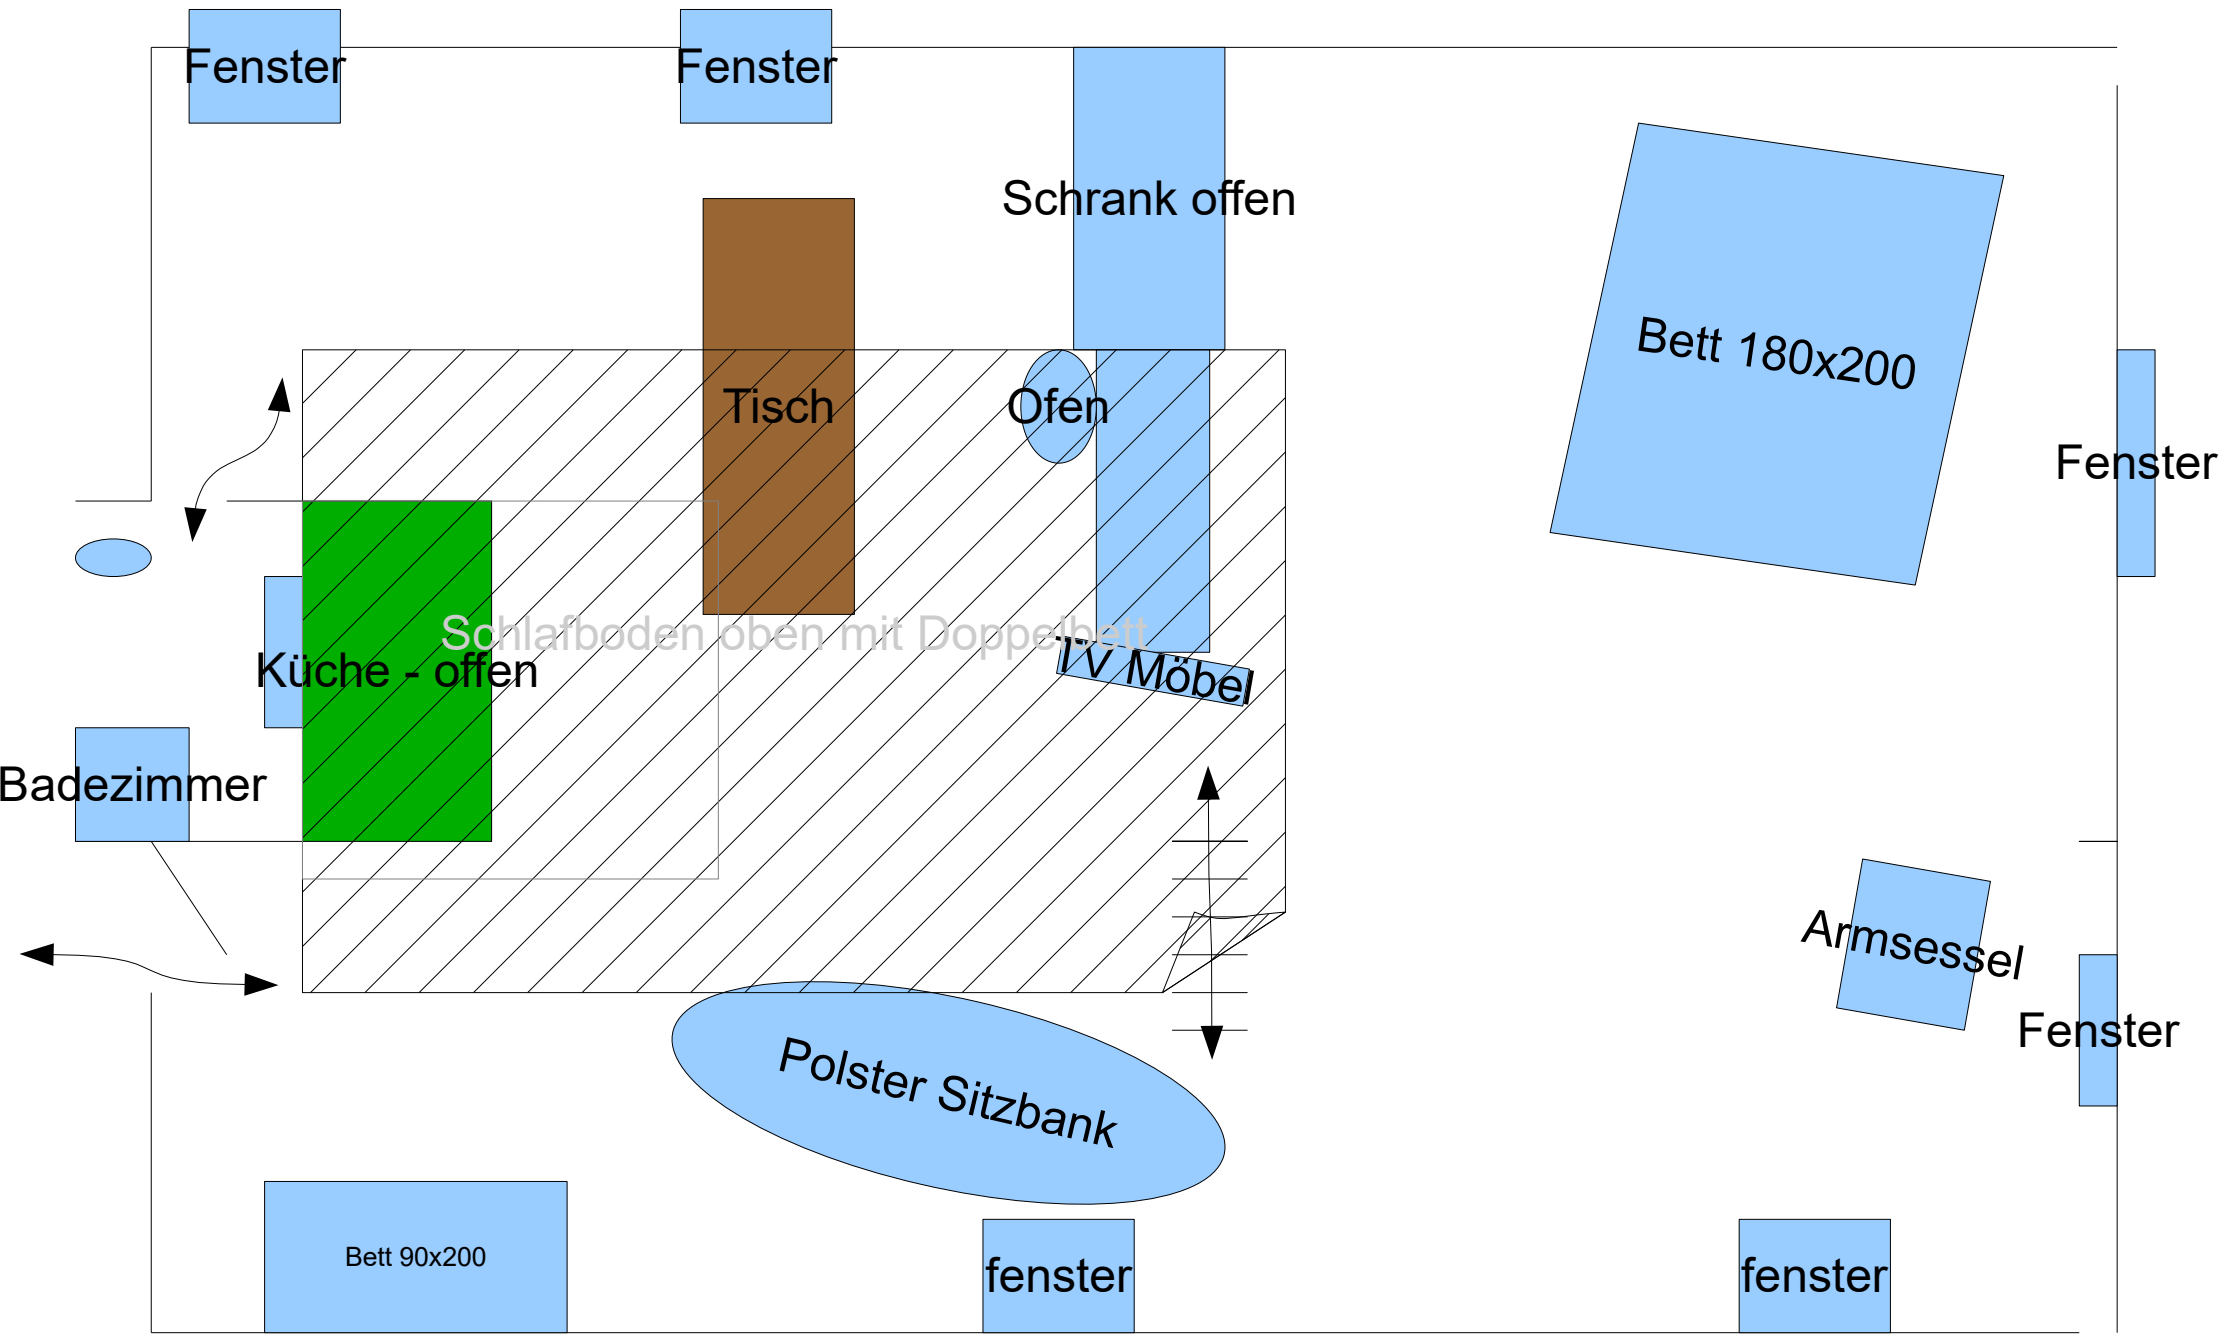 Fenster
Fenster
Schrank offen
Bett 180x200
Tisch
Ofen
Fenster
Schlafboden oben mit Doppelbett
Küche - offen
TV Möbel
Badezimmer
Armsessel
Fenster
Polster Sitzbank
Bett 90x200
fenster
fenster